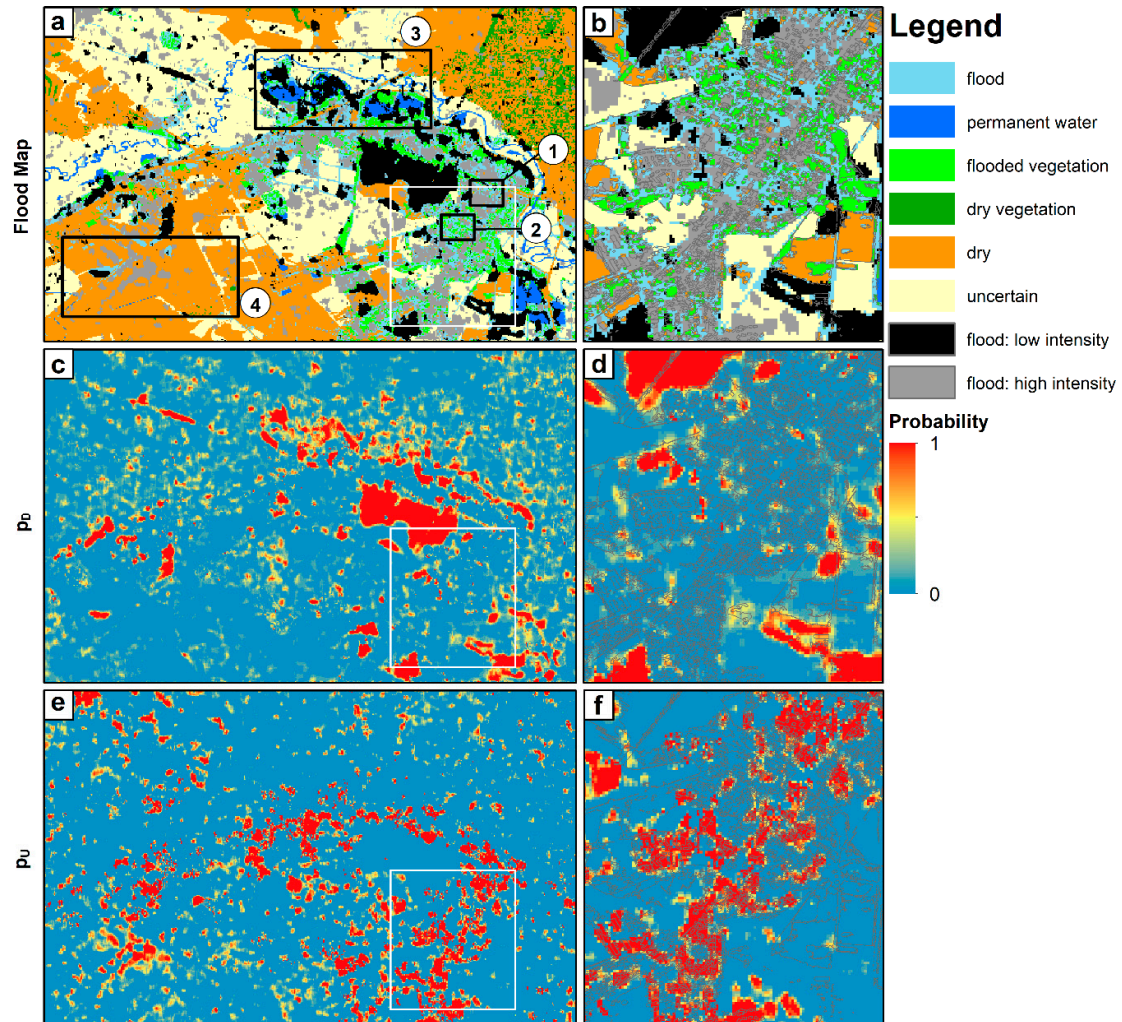 a
3
1
2
4
Flood Map
b
Legend
flood
permanent water
flooded vegetation
dry vegetation
dry
uncertain
flood: low intensity
flood: high intensity
Probability
1
0
c
pD
d
e
pU
f